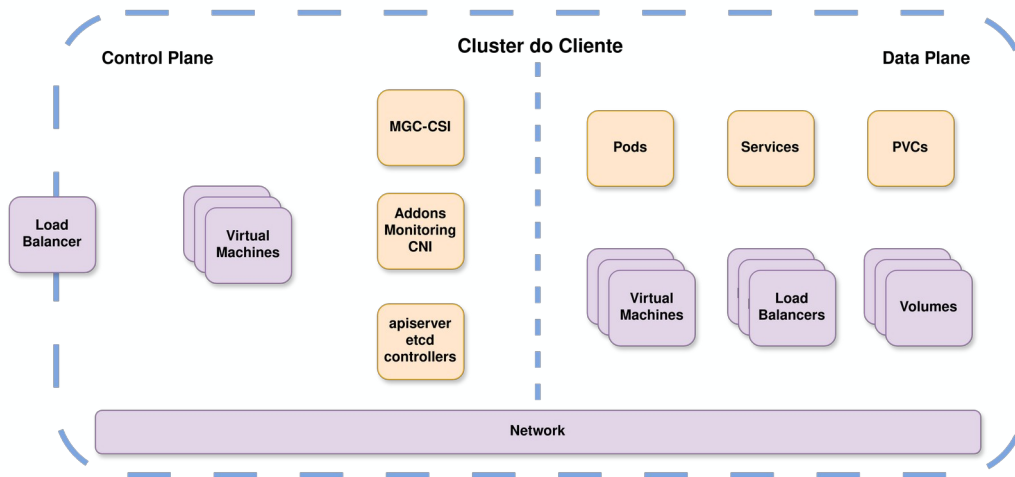 Cluster do Cliente
Control Plane
Data Plane
MGC-CSI
Pods
Services
PVCs
Load
Balancer
Virtual
Machines
Addons
Monitoring
CNI
Virtual
Machines
Load
Balancers
Volumes
apiserver
etcd
controllers
Network